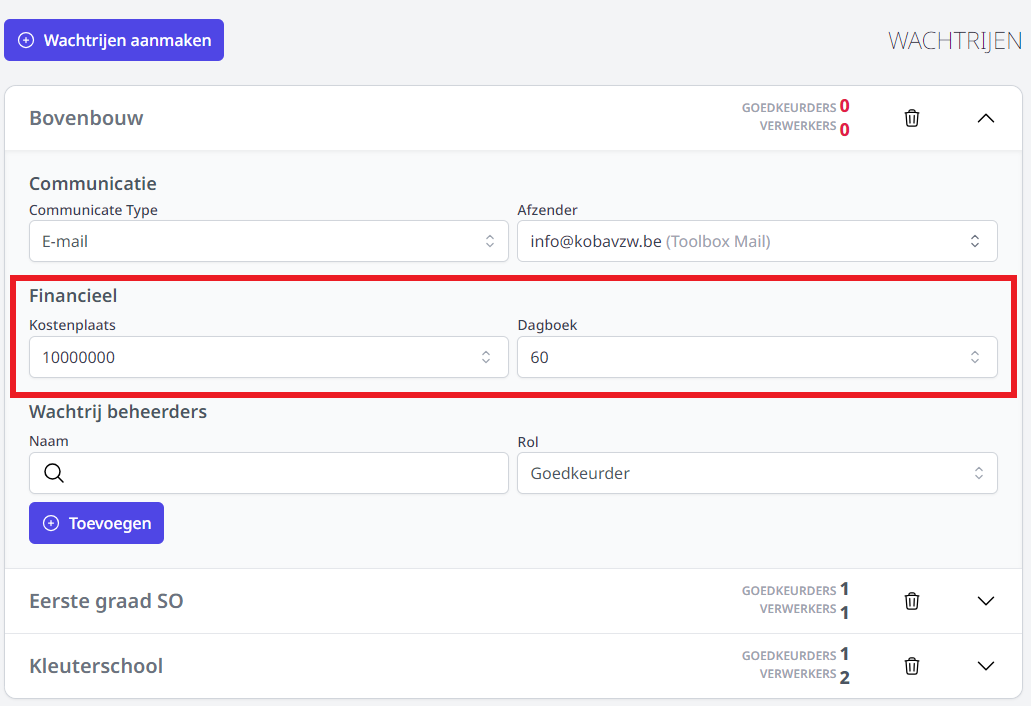 Wachtrijen aanmaken
WACHTRIJEN
Bovenbouw
GOEDKEURDERS 0
VERWERKERS 0
Communicatie
Communicate Type
Afzender
E-mail
info@kobavzw.be (Toolbox Mail)
Financieel
Kostenplaats
Dagboek
10000000
60
Wachtrij beheerders
Naam
Rol
Goedkeurder
Toevoegen
Eerste graad SO
GOEDKEURDERS 1
VERWERKERS 1
Kleuterschool
GOEDKEURDERS 1
VERWERKERS 2